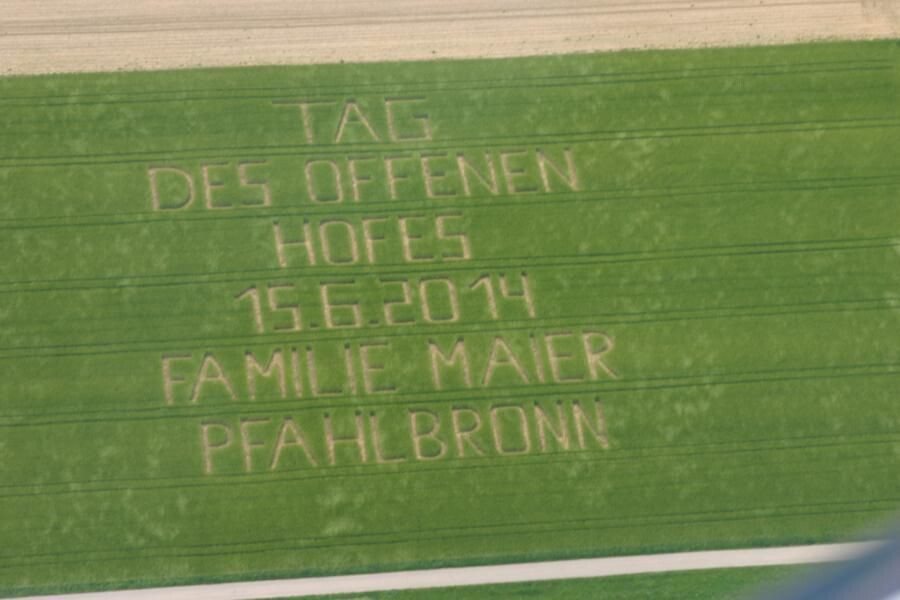 TAG
DES OFFENEN
HOFES
15.6.2014
FAMILIE MAIER
PFAHLBRONN